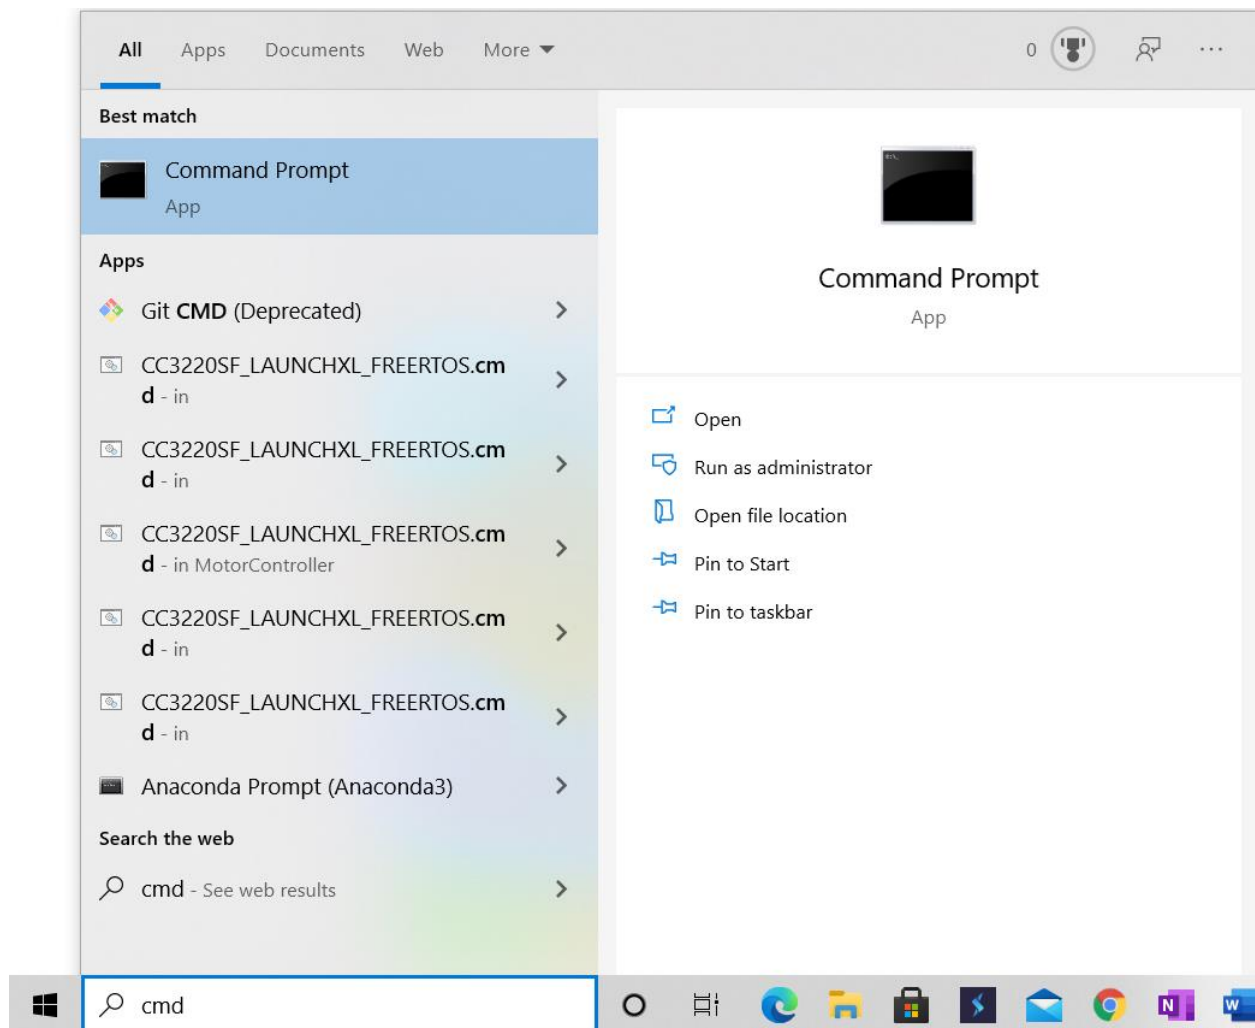 All Apps Documents Web More 0 ...
Best match
Command Prompt
App
Apps
Git CMD (Deprecated)
CC3220SF_LAUNCHXL_FREERTOS.cm
d - in
CC3220SF_LAUNCHXL_FREERTOS.cm
d - in
CC3220SF_LAUNCHXL_FREERTOS.cm
d - in MotorController
CC3220SF_LAUNCHXL_FREERTOS.cm
d - in
CC3220SF_LAUNCHXL_FREERTOS.cm
d - in
Anaconda Prompt (Anaconda3)
Search the web
cmd - See web results
Command Prompt
App
Open
Run as administrator
Open file location
Pin to Start
Pin to taskbar
cmd
N
W